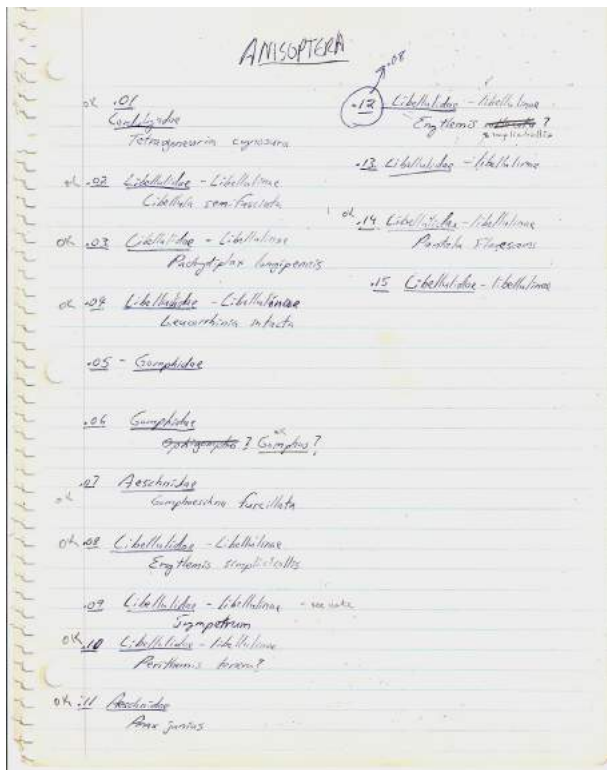 ANISOPTERA
ok .01
Corduliidae
Tetragoneuria cynosura
ok .02 Libellulidae - Libellulinae
Libellula semifasciata
ok .03 Libellulidae - Libellulinae
Pachydiplax longipennis
ok .04 Libellulidae - Libellulinae
Leucorrhinia intacta
.05 - Gomphidae
.06 Gomphidae
ok
? Gomphus?
.07 Aeschnidae
ok Gomphaeschna furcillata
ok .08 Libellulidae - Libellulinae
Erythemis simplicicollis
.09 Libellulidae - libellulinae - see note
Sympetrum
ok .10 Libellulidae - libellulinae
Perithemis tenera?
ok .11 Aeschnidae
Anax junius
.08
.12 Libellulidae - libellulinae
Erythemis ?
simplicicollis
.13 Libellulidae - libellulinae
ok .14 Libellulidae - libellulinae
Pantala flavescens
.15 Libellulidae - libellulinae